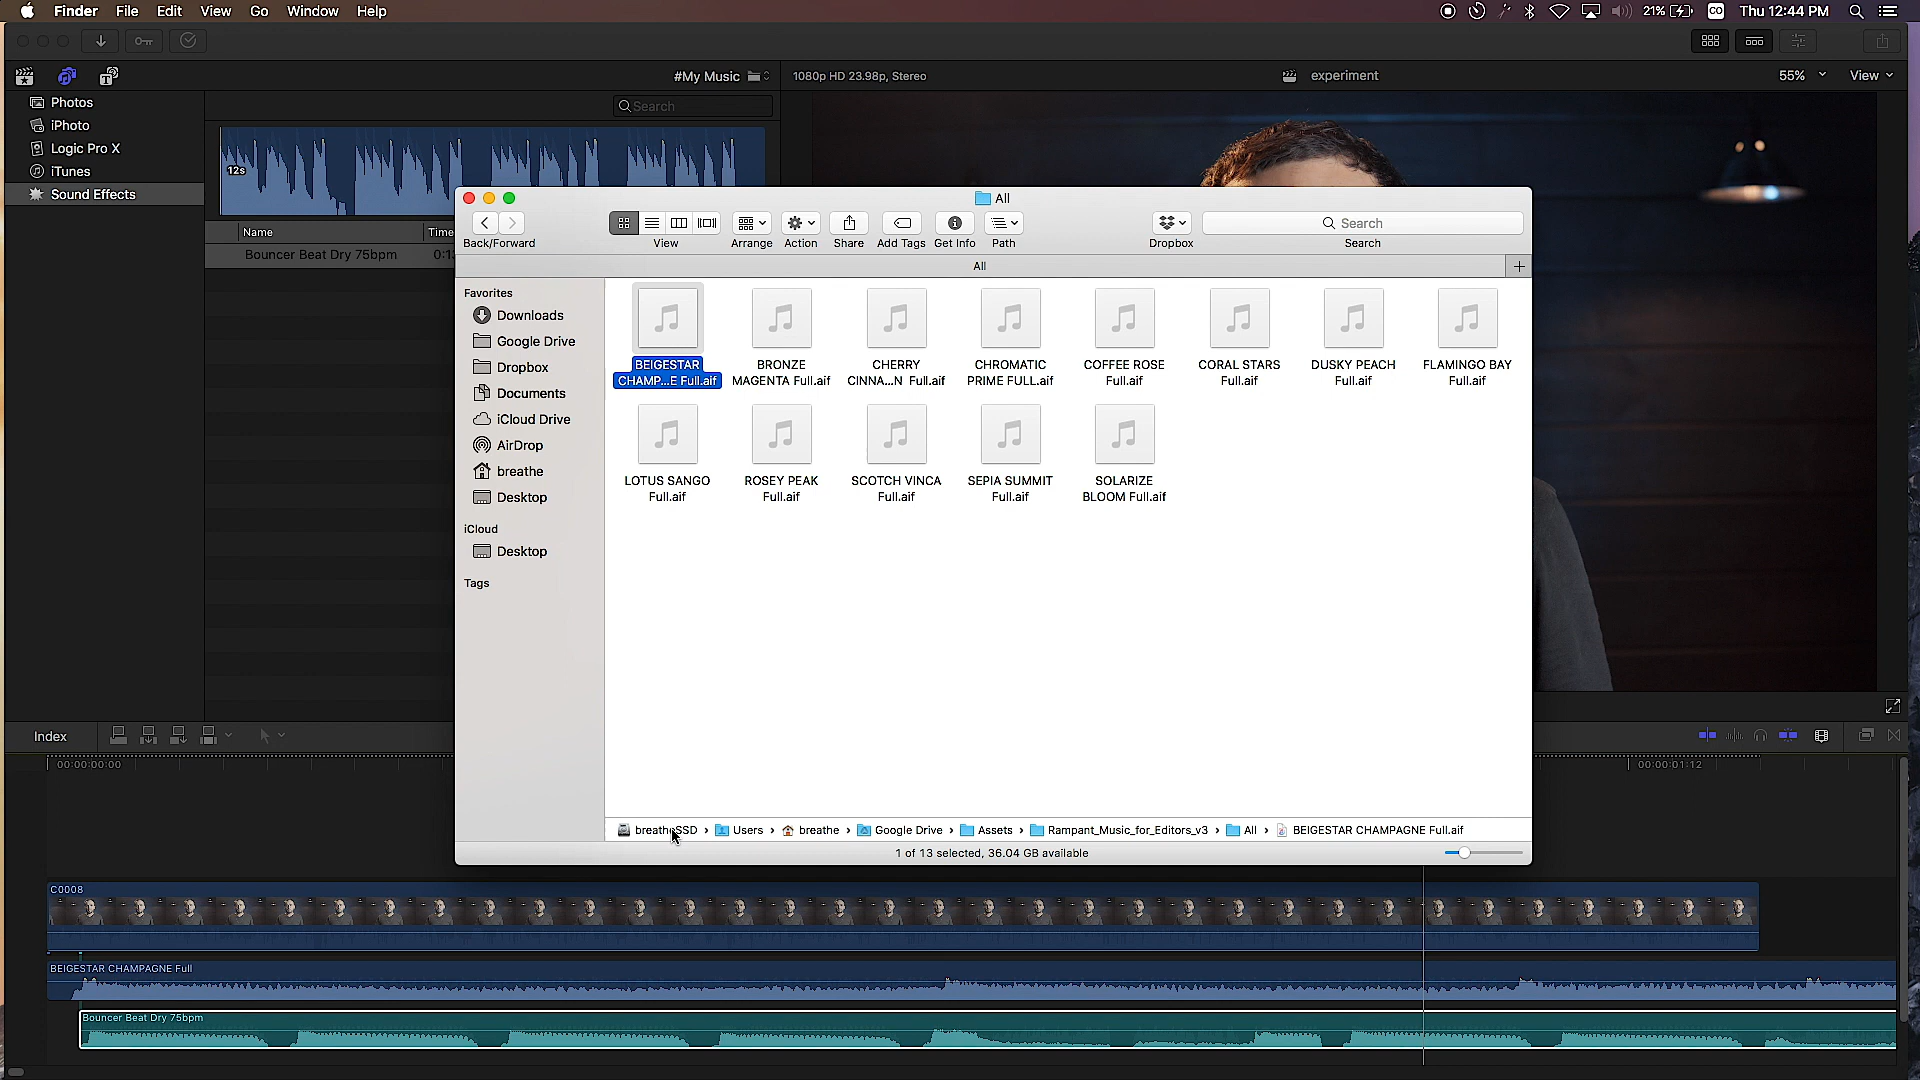 Finder File Edit View Go Window Help
21% Thu 12:44 PM
#My Music
1080p HD 23.98p, Stereo
experiment
55% View
Photos
iPhoto
Logic Pro X
iTunes
Sound Effects
Search
12s
Name Time
Bouncer Beat Dry 75bpm
All
Back/Forward View Arrange Action Share Add Tags Get Info Path Dropbox Search
Search
All
Favorites
Downloads
Google Drive
Dropbox
Documents
iCloud Drive
AirDrop
breathe
Desktop
iCloud
Desktop
Tags
BEIGESTAR
CHAMP...E Full.aif
BRONZE
MAGENTA Full.aif
CHERRY
CINNA...N Full.aif
CHROMATIC
PRIME FULL.aif
COFFEE ROSE
Full.aif
CORAL STARS
Full.aif
DUSKY PEACH
Full.aif
FLAMINGO BAY
Full.aif
LOTUS SANGO
Full.aif
ROSEY PEAK
Full.aif
SCOTCH VINCA
Full.aif
SEPIA SUMMIT
Full.aif
SOLARIZE
BLOOM Full.aif
breatheSSD › Users › breathe › Google Drive › Assets › Rampant_Music_for_Editors_v3 › All › BEIGESTAR CHAMPAGNE Full.aif
1 of 13 selected, 36.04 GB available
Index
00:00:00:00
00:00:01:12
C0008
BEIGESTAR CHAMPAGNE Full
Bouncer Beat Dry 75bpm